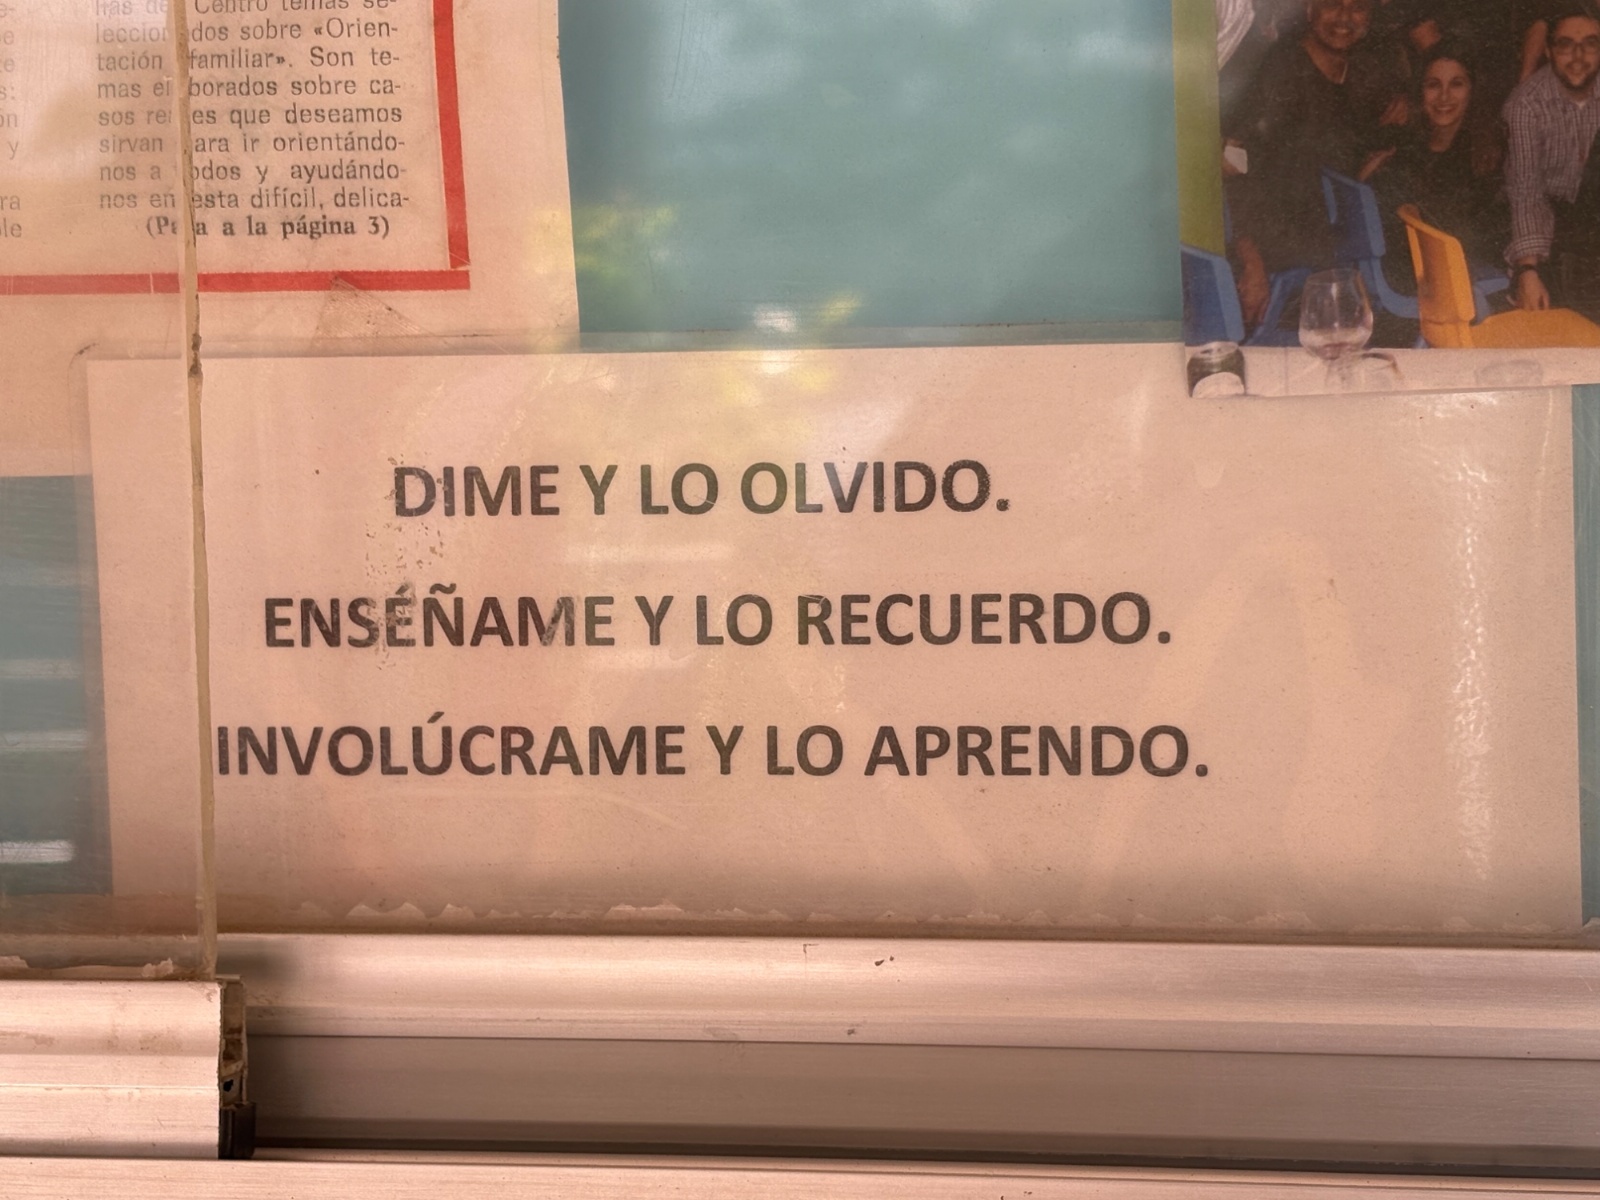 Centro temas se-
dos sobre «Orien-
tación familiar». Son te-
mas borados sobre ca-
sos es que deseamos
sirvan ara ir orientándo-
nos a odos y ayudándo-
nos en esta difícil, delica-
a a la página 3)
DIME Y LO OLVIDO.
ENSÉÑAME Y LO RECUERDO.
INVOLÚCRAME Y LO APRENDO.